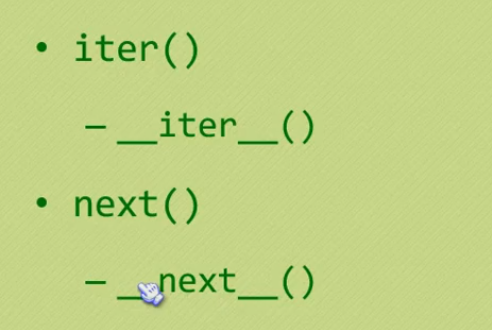 • iter()
– __iter__()
• next()
– __next__()